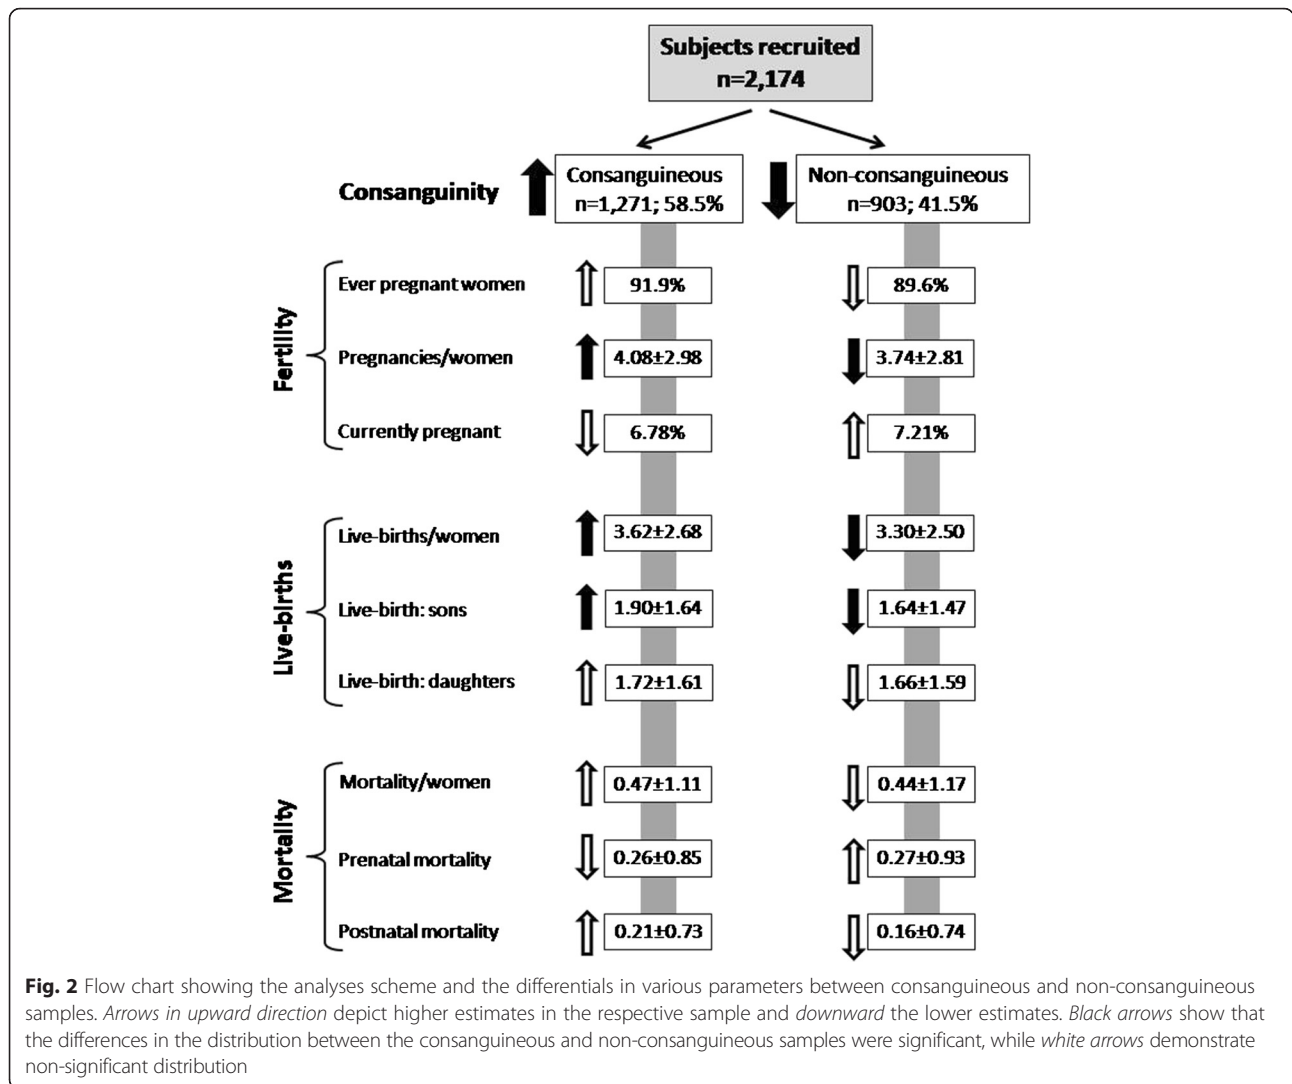 Subjects recruited
n=2,174
Consanguinity
Consanguineous
n=1,271; 58.5%
Non-consanguineous
n=903; 41.5%
Fertility
Ever pregnant women 91.9% 89.6%
Pregnancies/women 4.08±2.98 3.74±2.81
Currently pregnant 6.78% 7.21%
Live-births
Live-births/women 3.62±2.68 3.30±2.50
Live-birth: sons 1.90±1.64 1.64±1.47
Live-birth: daughters 1.72±1.61 1.66±1.59
Mortality
Mortality/women 0.47±1.11 0.44±1.17
Prenatal mortality 0.26±0.85 0.27±0.93
Postnatal mortality 0.21±0.73 0.16±0.74
Fig. 2 Flow chart showing the analyses scheme and the differentials in various parameters between consanguineous and non-consanguineous
samples. Arrows in upward direction depict higher estimates in the respective sample and downward the lower estimates. Black arrows show that
the differences in the distribution between the consanguineous and non-consanguineous samples were significant, while white arrows demonstrate
non-significant distribution